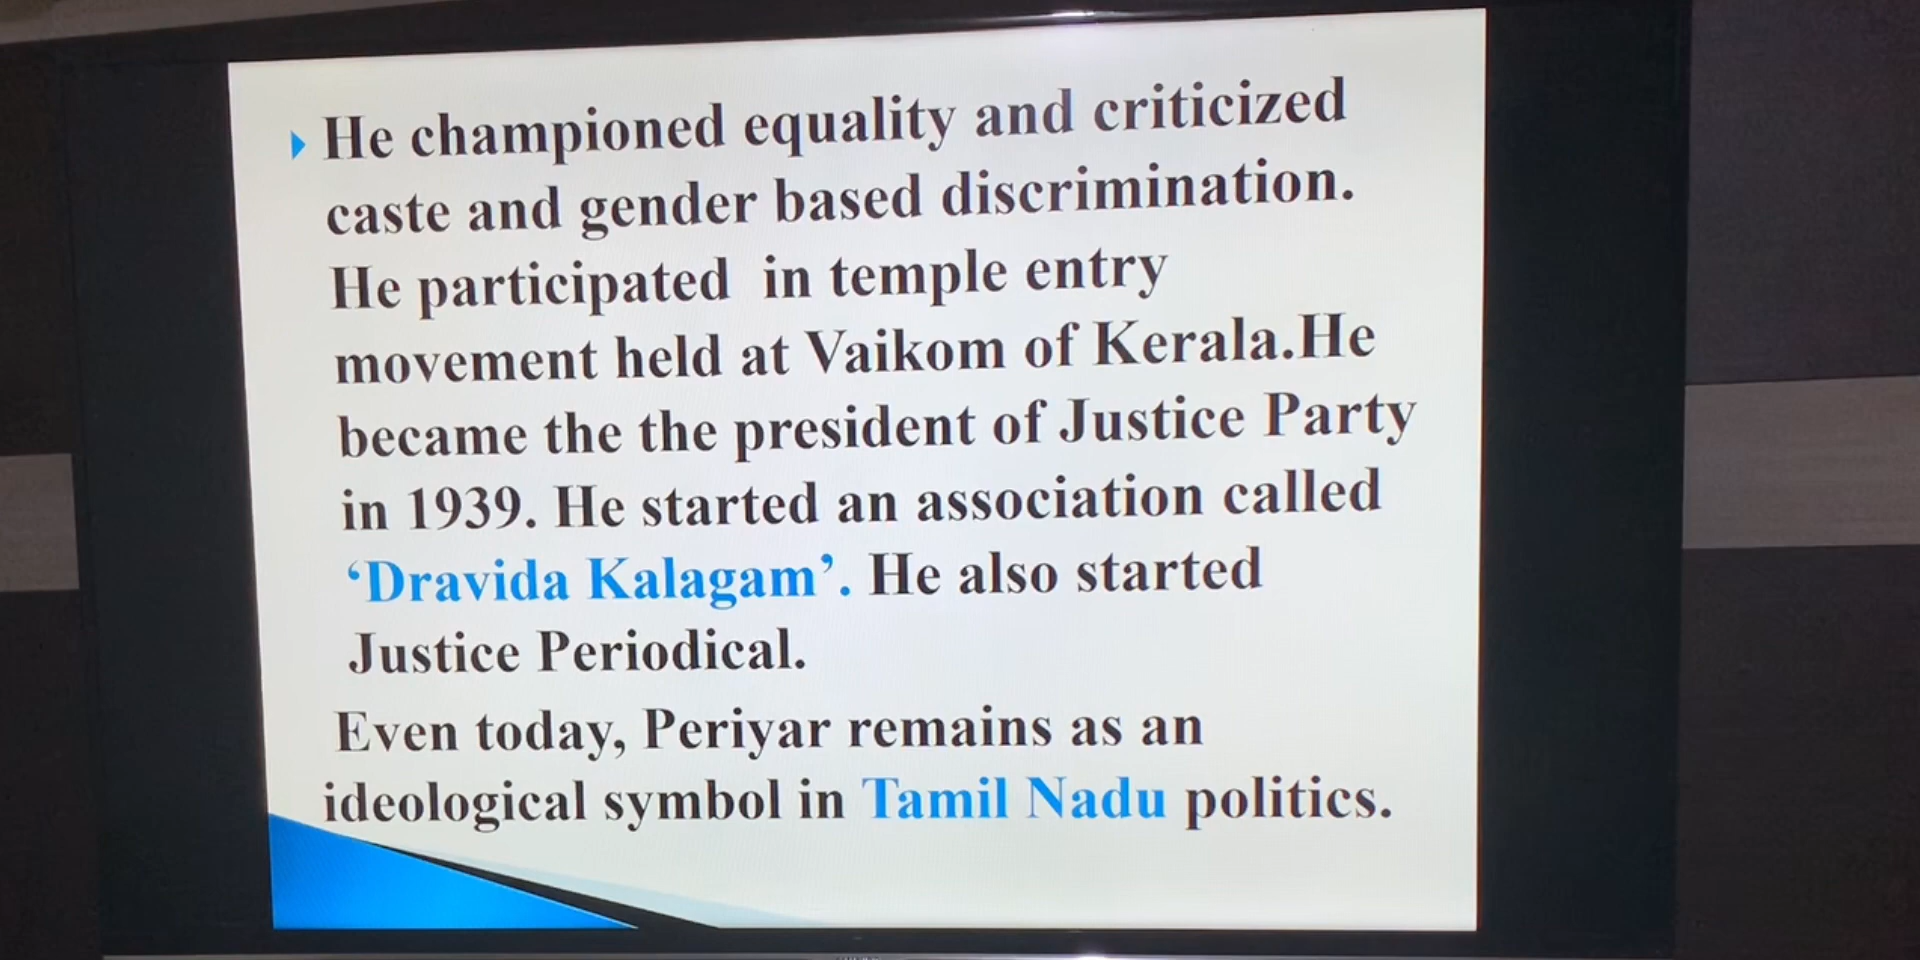 He championed equality and criticized
caste and gender based discrimination.
He participated in temple entry
movement held at Vaikom of Kerala.He
became the the president of Justice Party
in 1939. He started an association called
‘Dravida Kalagam’. He also started
Justice Periodical.
Even today, Periyar remains as an
ideological symbol in Tamil Nadu politics.